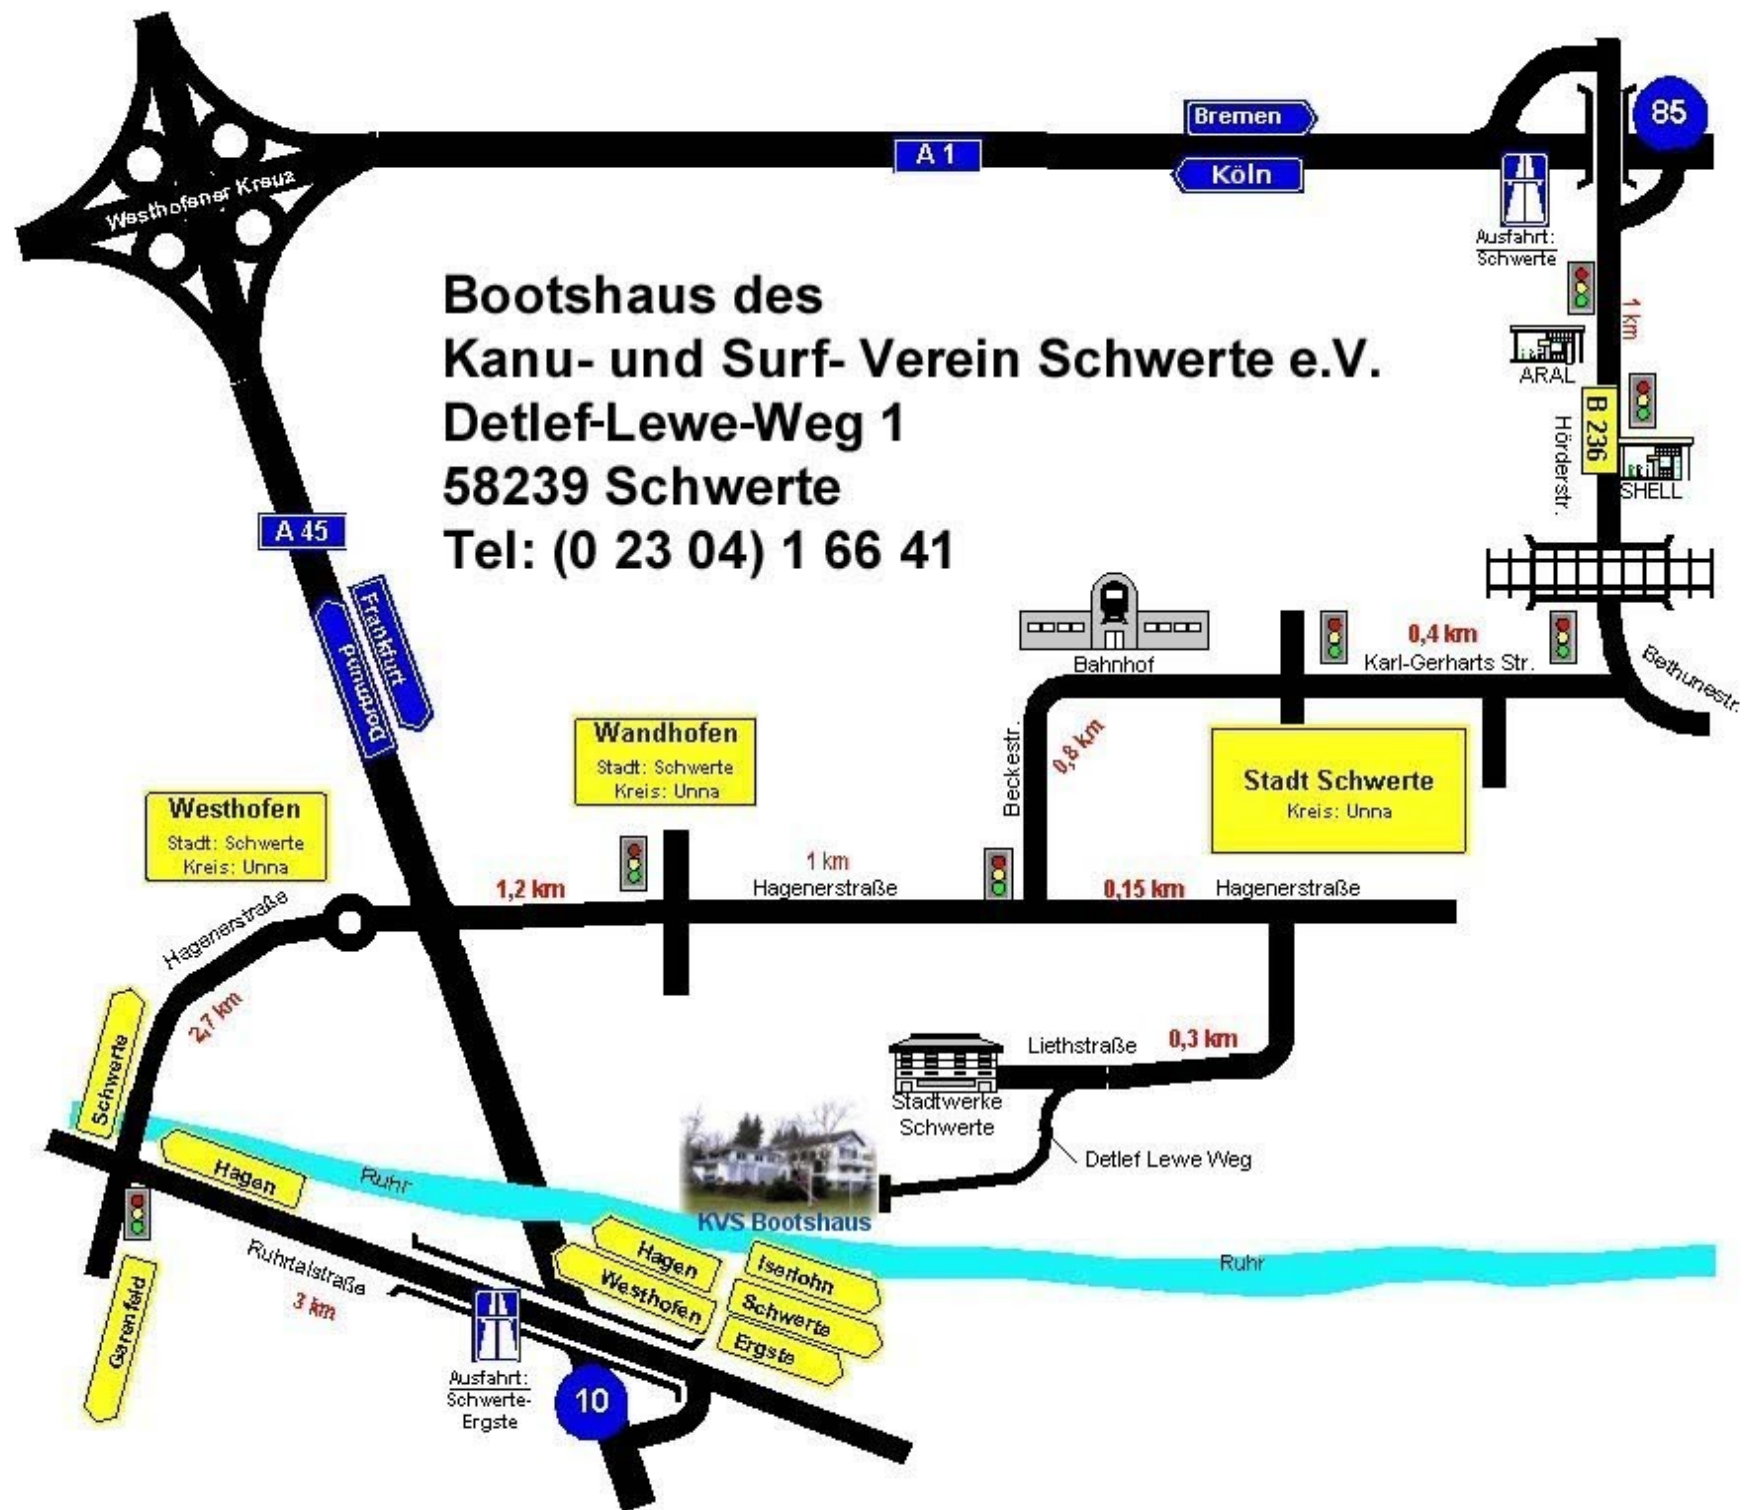 Bremen
85
A 1
Köln
Westhofener Kreuz
Ausfahrt:
Schwerte
Bootshaus des
Kanu- und Surf- Verein Schwerte e.V.
Detlef-Lewe-Weg 1
58239 Schwerte
Tel: (0 23 04) 1 66 41
1 km
ARAL
B 236
Hörderstr.
SHELL
A 45
Frankfurt
Dortmund
Bahnhof
0,4 km
Karl-Gerharts Str.
Bethunestr.
Wandhofen
Stadt: Schwerte
Kreis: Unna
Beckestr.
0,8 km
Stadt Schwerte
Kreis: Unna
Westhofen
Stadt: Schwerte
Kreis: Unna
1,2 km
1 km
Hagenerstraße
0,15 km
Hagenerstraße
Hagenerstraße
2,7 km
Schwerte
Liethstraße
0,3 km
Stadtwerke
Schwerte
Detlef Lewe Weg
Hagen
Ruhr
KVS Bootshaus
Ruhr
Ruhrtalstraße
3 km
Garenfeld
Hagen
Westhofen
Iserlohn
Schwerte
Ergste
Ausfahrt:
Schwerte-
Ergste
10